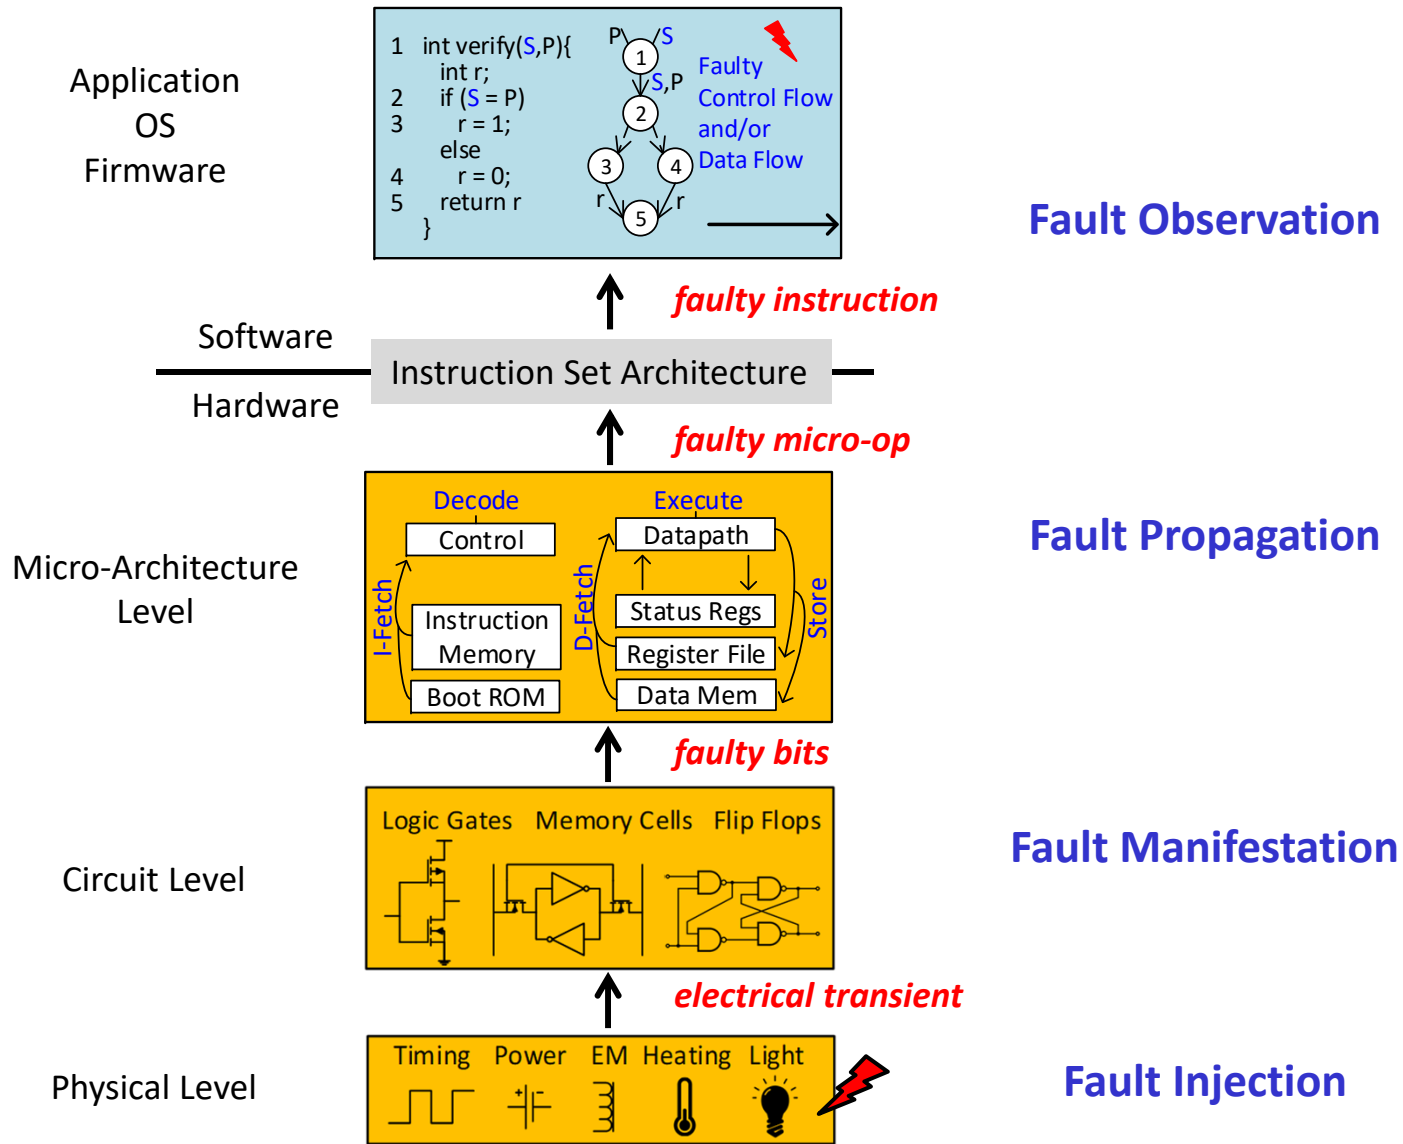 Application
OS
Firmware
1 int verify(S,P){
int r;
2 if (S = P)
3 r = 1;
else
4 r = 0;
5 return r
}
P S
1
S,P
2
3 4
r r
5
Faulty
Control Flow
and/or
Data Flow
Fault Observation
faulty instruction
Software
Instruction Set Architecture
Hardware
faulty micro-op
Micro-Architecture
Level
Decode
Control
I-Fetch
Instruction
Memory
Boot ROM
Execute
Datapath
D-Fetch
Status Regs
Register File
Data Mem
Store
Fault Propagation
faulty bits
Circuit Level
Logic Gates Memory Cells Flip Flops
Fault Manifestation
electrical transient
Physical Level
Timing Power EM Heating Light
+ -
Fault Injection